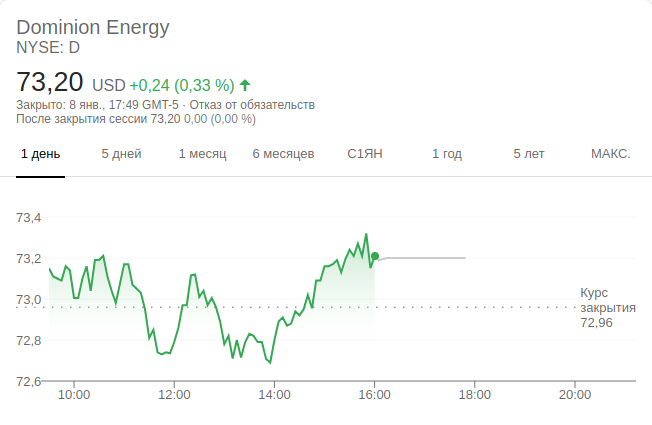 Dominion Energy
NYSE: D
73,20 USD +0,24 (0,33 %)
Закрыто: 8 янв., 17:49 GMT-5 · Отказ от обязательств
После закрытия сессии 73,20 0,00 (0,00 %)
1 день 5 дней 1 месяц 6 месяцев С1ЯН 1 год 5 лет МАКС.
73,4
73,2
73,0
Курс
закрытия
72,96
72,8
72,6
10:00 12:00 14:00 16:00 18:00 20:00